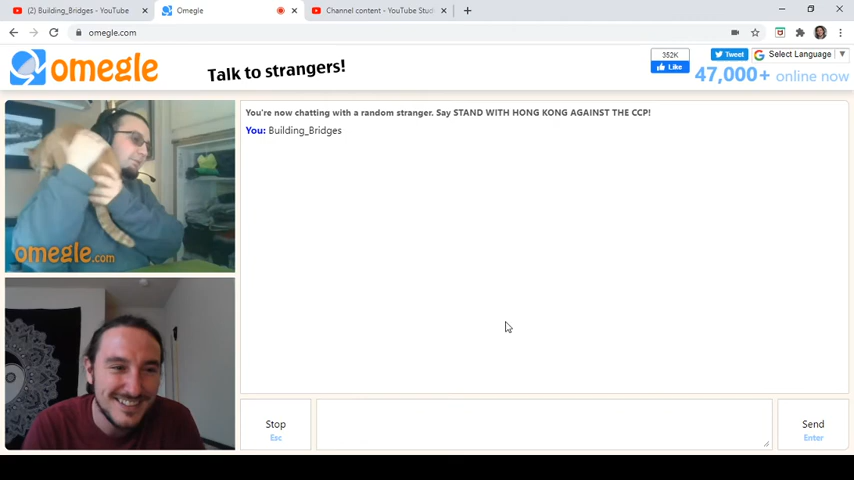 (2) Building_Bridges - YouTube
Omegle
Channel content - YouTube Stud
omegle.com
omegle
Talk to strangers!
352K
Like
Tweet
Select Language
47,000+ online now
You're now chatting with a random stranger. Say STAND WITH HONG KONG AGAINST THE CCP!
You: Building_Bridges
omegle.com
Stop
Esc
Send
Enter